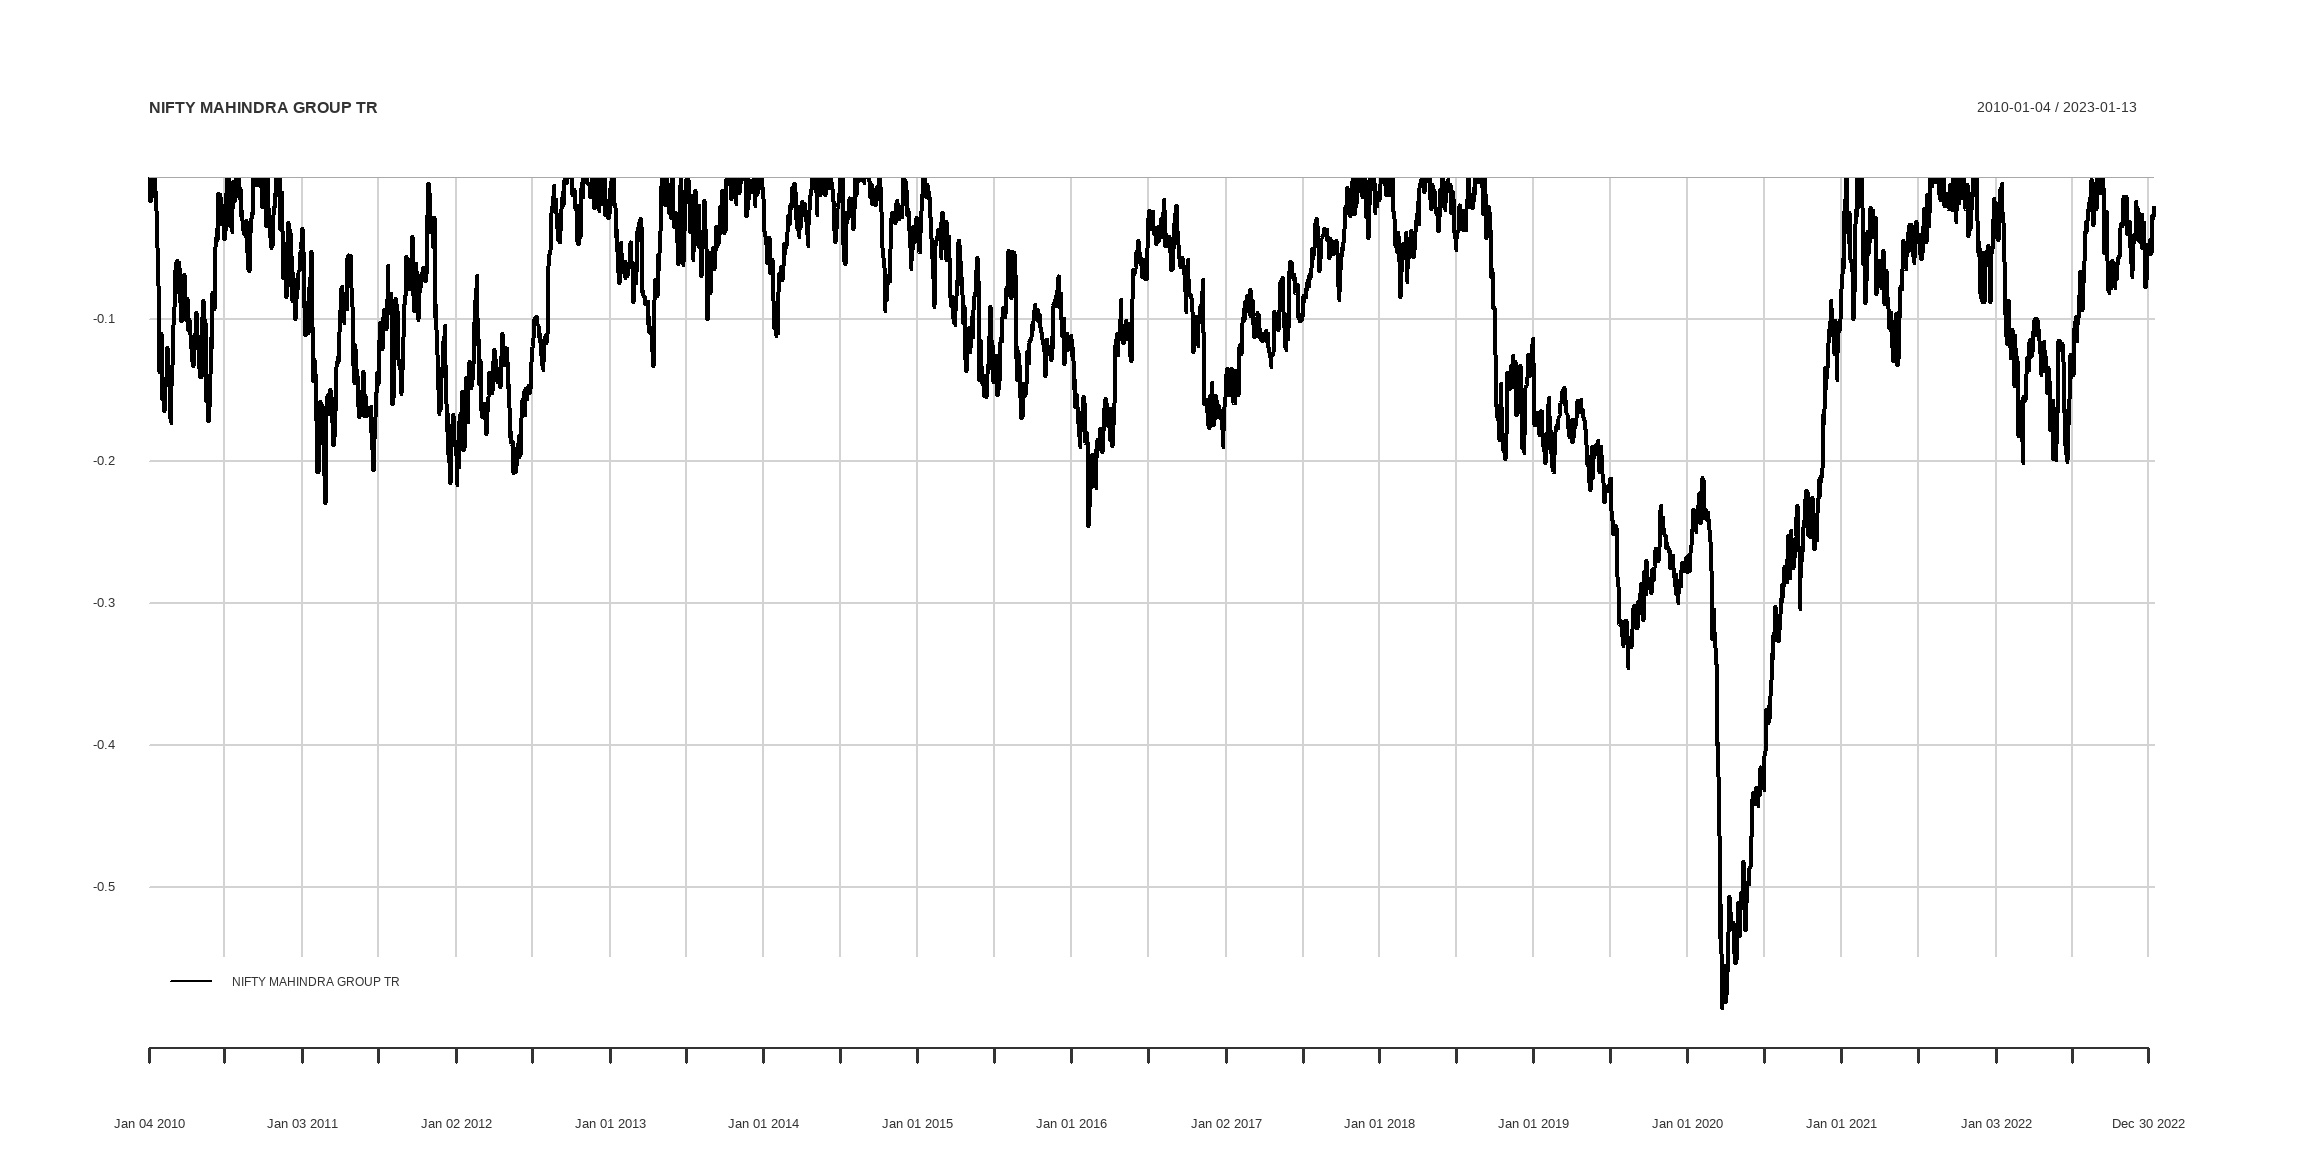 NIFTY MAHINDRA GROUP TR
2010-01-04 / 2023-01-13
-0.1
-0.2
-0.3
-0.4
-0.5
NIFTY MAHINDRA GROUP TR
Jan 04 2010 Jan 03 2011 Jan 02 2012 Jan 01 2013 Jan 01 2014 Jan 01 2015 Jan 01 2016 Jan 02 2017 Jan 01 2018 Jan 01 2019 Jan 01 2020 Jan 01 2021 Jan 03 2022 Dec 30 2022